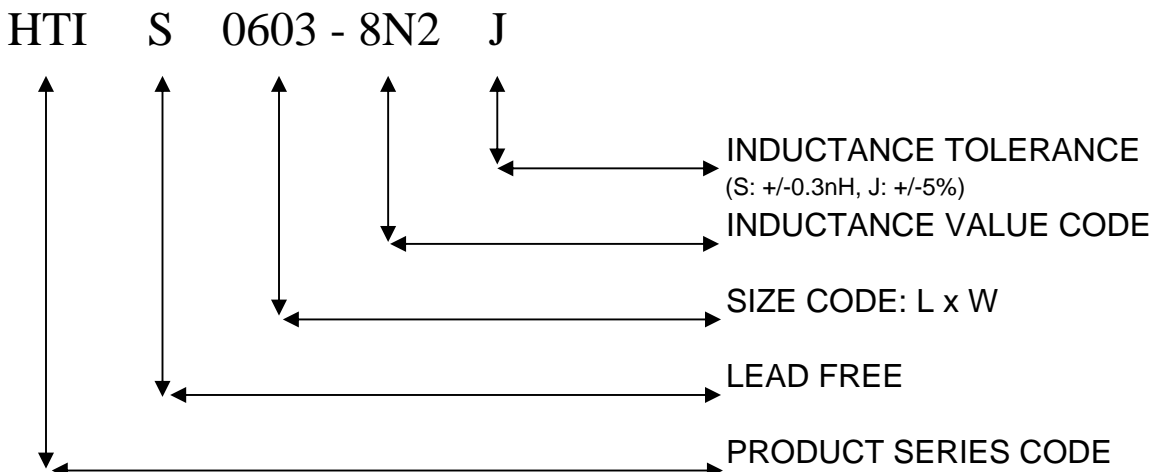 HTI S 0603 - 8N2 J
INDUCTANCE TOLERANCE
(S: +/-0.3nH, J: +/-5%)
INDUCTANCE VALUE CODE
SIZE CODE: L x W
LEAD FREE
PRODUCT SERIES CODE